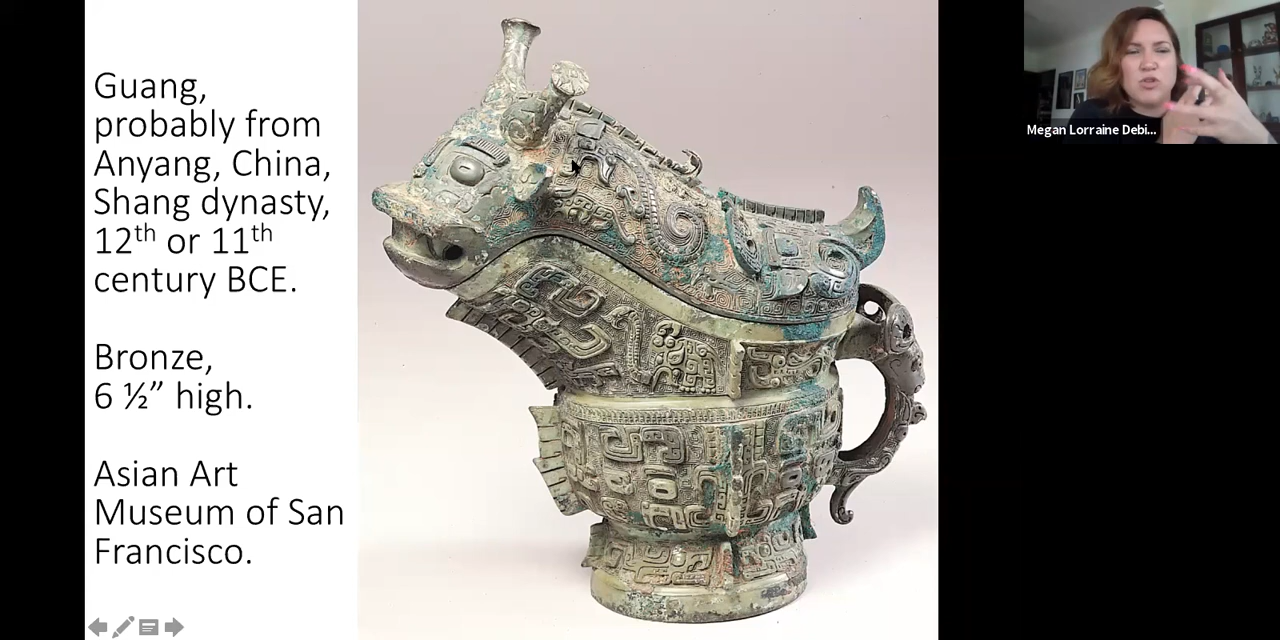 Guang,
probably from
Anyang, China,
Shang dynasty,
12th or 11th
century BCE.
Bronze,
6 ½” high.
Asian Art
Museum of San
Francisco.
Megan Lorraine Debi...